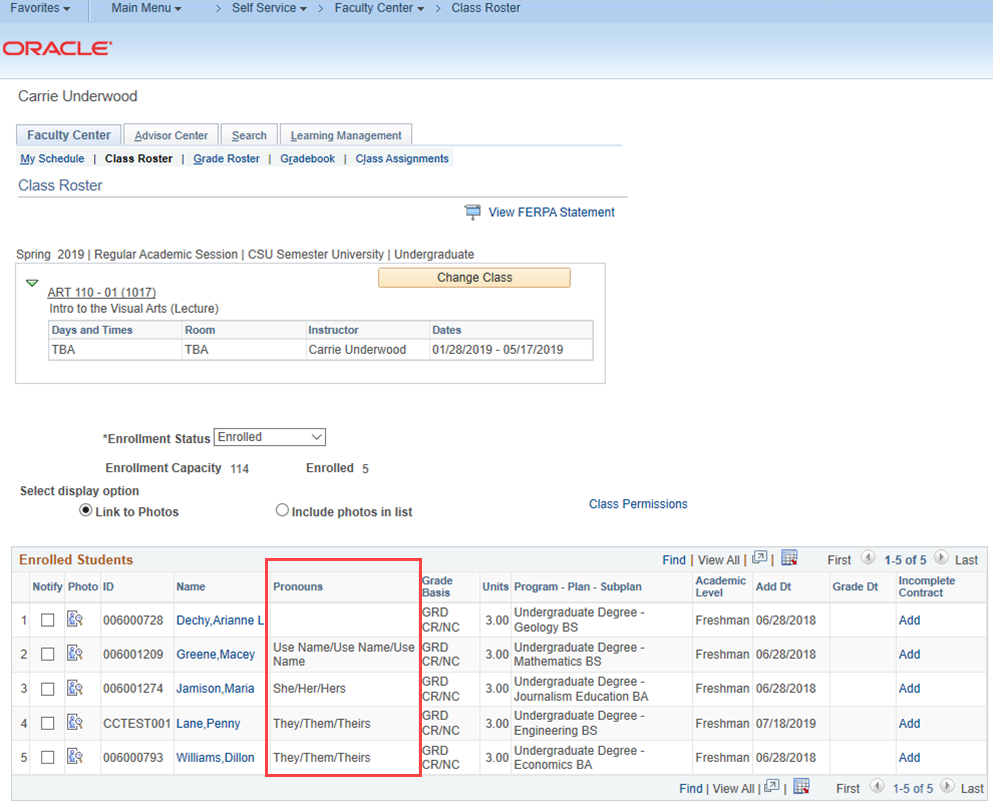 Favorites Main Menu > Self Service > Faculty Center > Class Roster
ORACLE
Carrie Underwood
Faculty Center Advisor Center Search Learning Management
My Schedule | Class Roster | Grade Roster | Gradebook | Class Assignments
Class Roster
View FERPA Statement
Spring 2019 | Regular Academic Session | CSU Semester University | Undergraduate
Change Class
ART 110 - 01 (1017)
Intro to the Visual Arts (Lecture)
Days and Times Room Instructor Dates
TBA TBA Carrie Underwood 01/28/2019 - 05/17/2019
*Enrollment Status Enrolled
Enrollment Capacity 114 Enrolled 5
Select display option
Link to Photos Include photos in list Class Permissions
Enrolled Students Find | View All | | First 1-5 of 5 Last
Notify Photo ID Name Pronouns Grade Basis Units Program - Plan - Subplan Academic Level Add Dt Grade Dt Incomplete Contract
1 006000728 Dechy,Arianne L GRD CR/NC 3.00 Undergraduate Degree - Geology BS Freshman 06/28/2018 Add
2 006001209 Greene,Macey Use Name/Use Name/Use Name GRD CR/NC 3.00 Undergraduate Degree - Mathematics BS Freshman 06/28/2018 Add
3 006001274 Jamison,Maria She/Her/Hers GRD CR/NC 3.00 Undergraduate Degree - Journalism Education BA Freshman 06/28/2018 Add
4 CCTEST001 Lane,Penny They/Them/Theirs GRD CR/NC 3.00 Undergraduate Degree - Engineering BS Freshman 07/18/2019 Add
5 006000793 Williams,Dillon They/Them/Theirs GRD CR/NC 3.00 Undergraduate Degree - Economics BA Freshman 06/28/2018 Add
Find | View All | | First 1-5 of 5 Last